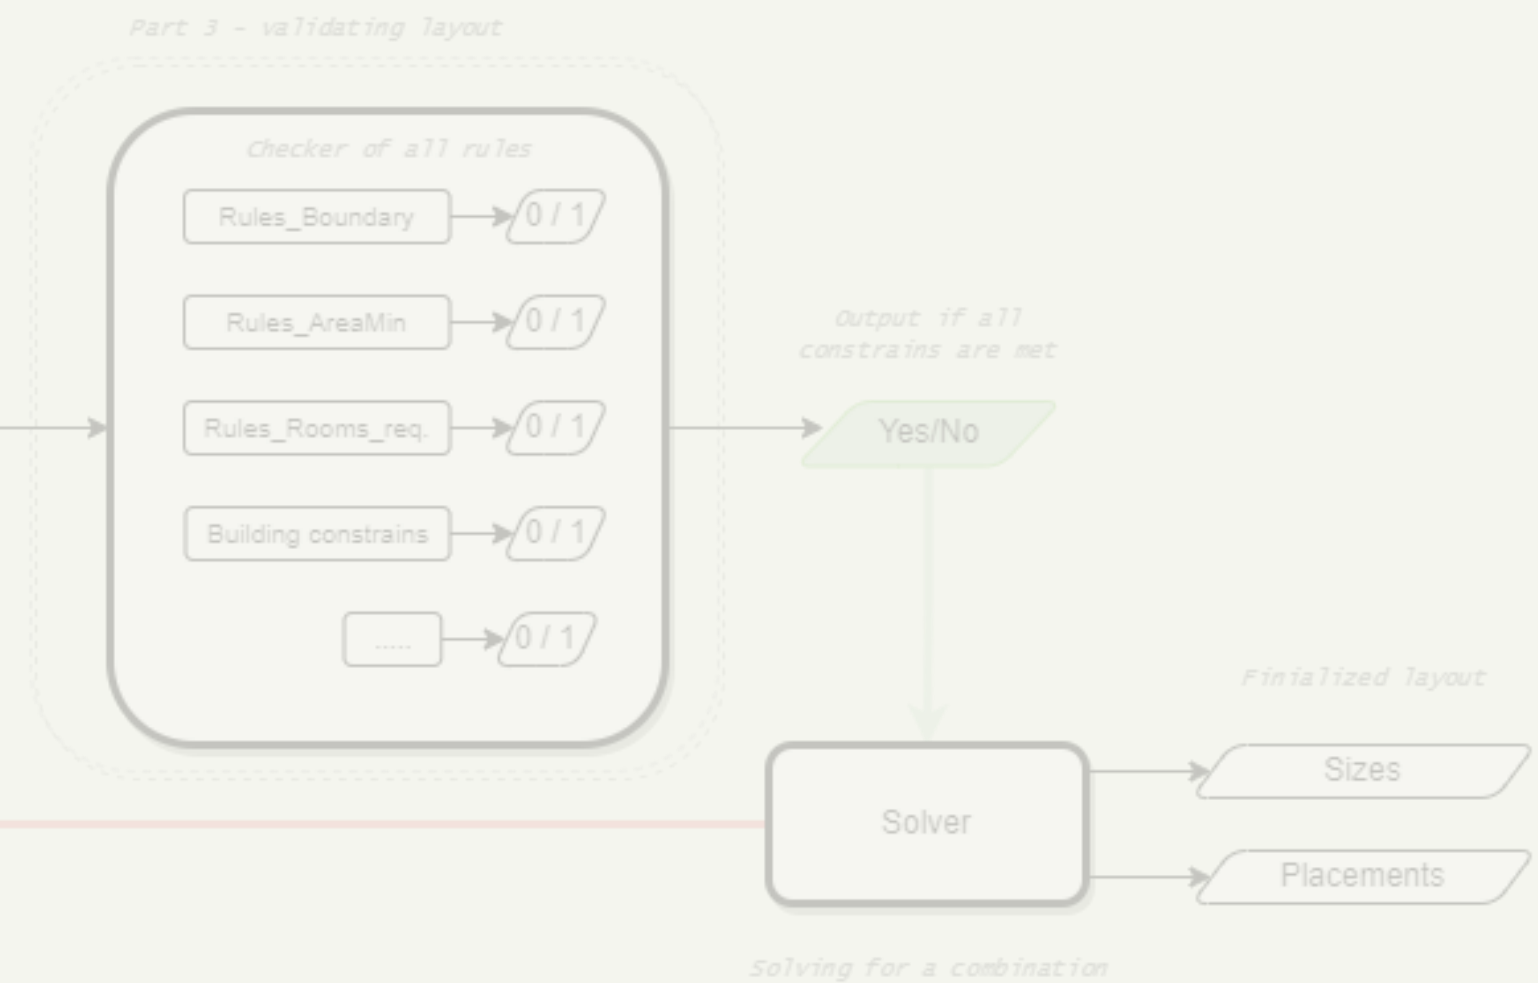 Part 3 - validating layout
Checker of all rules
Rules_Boundary
0 / 1
Rules_AreaMin
0 / 1
Rules_Rooms_req.
0 / 1
Building constrains
0 / 1
.....
0 / 1
Output if all
constrains are met
Yes/No
Finialized layout
Sizes
Solver
Placements
Solving for a combination